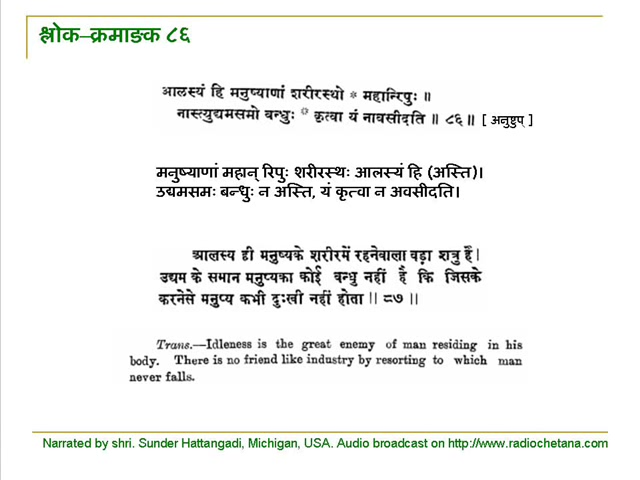 श्लोक–क्रमाङ्क ८६
आलस्यं हि मनुष्याणां शरीरस्थो * महान्रिपुः ॥
नास्त्युद्यमसमो बन्धुः * कृत्वा यं नावसीदति ॥ ८६ ॥ [ अनुष्टुप् ]
मनुष्याणां महान् रिपुः शरीरस्थः आलस्यं हि (अस्ति)।
उद्यमसमः बन्धुः न अस्ति, यं कृत्वा न अवसीदति।
आलस्य ही मनुष्यके शरीरमें रहनेवाला बड़ा शत्रु है।
उद्यम के समान मनुष्यका कोई बन्धु नहीं है कि जिसके
करनेसे मनुष्य कभी दुःखी नहीं होता ॥ ८७ ॥
Trans.—Idleness is the great enemy of man residing in his
body. There is no friend like industry by resorting to which man
never falls.
Narrated by shri. Sunder Hattangadi, Michigan, USA. Audio broadcast on http://www.radiochetana.com